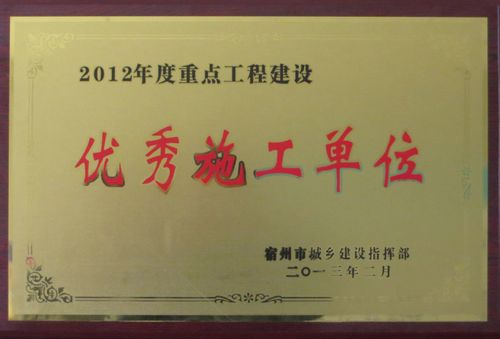 2012年度重点工程建设
优秀施工单位
宿州市城乡建设指挥部
二〇一三年二月